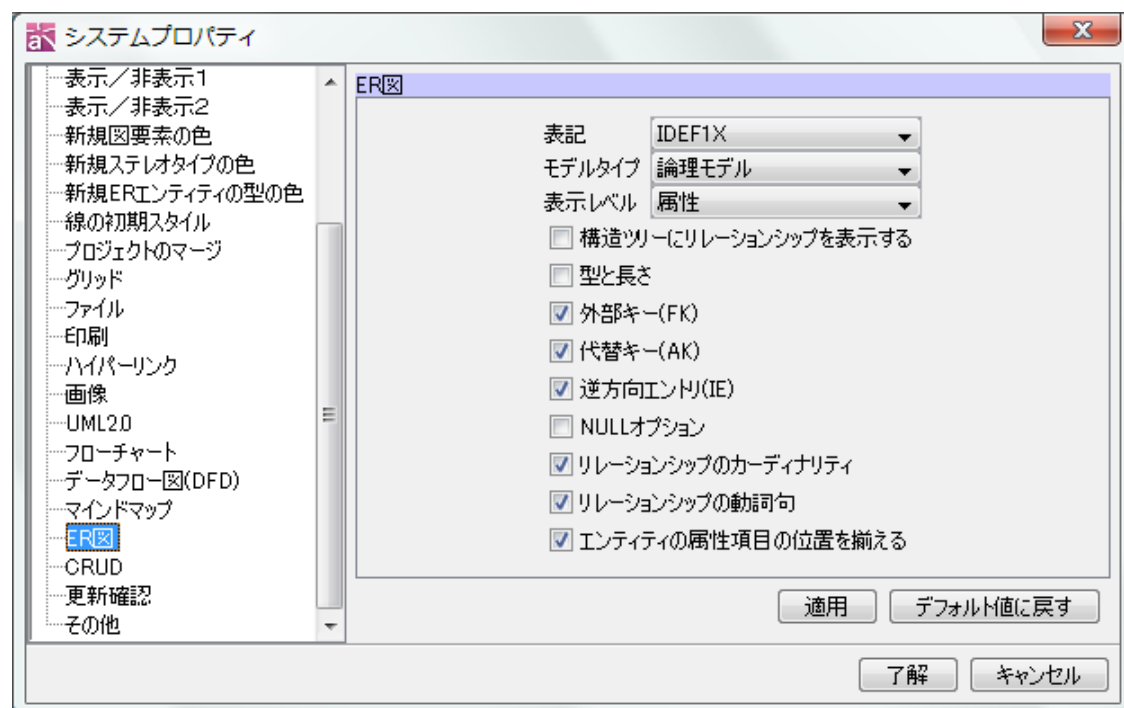 システムプロパティ
表示／非表示1
表示／非表示2
新規図要素の色
新規ステレオタイプの色
新規ERエンティティの型の色
線の初期スタイル
プロジェクトのマージ
グリッド
ファイル
印刷
ハイパーリンク
画像
UML2.0
フローチャート
データフロー図(DFD)
マインドマップ
ER図
CRUD
更新確認
その他
ER図
表記 IDEF1X
モデルタイプ 論理モデル
表示レベル 属性
構造ツリーにリレーションシップを表示する
型と長さ
外部キー(FK)
代替キー(AK)
逆方向エントリ(IE)
NULLオプション
リレーションシップのカーディナリティ
リレーションシップの動詞句
エンティティの属性項目の位置を揃える
適用 デフォルト値に戻す
了解 キャンセル